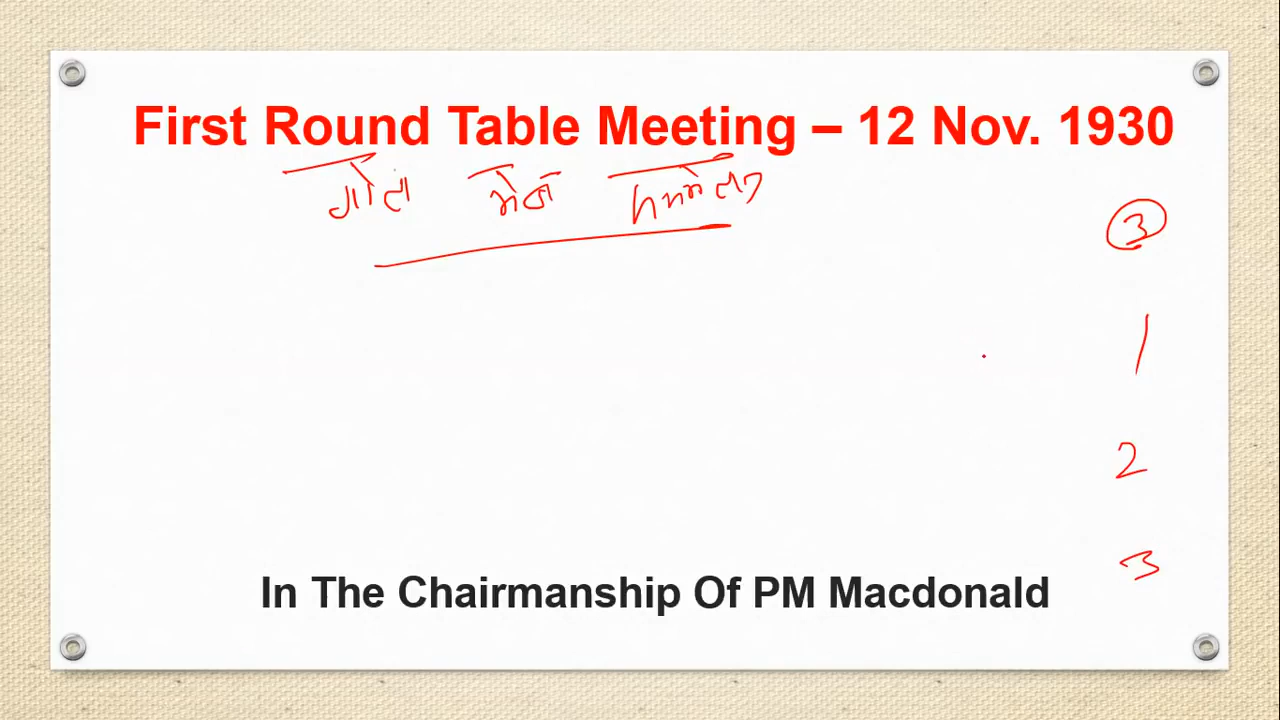 First Round Table Meeting – 12 Nov. 1930
गोल मेज सम्मेलन
3
1
2
3
In The Chairmanship Of PM Macdonald